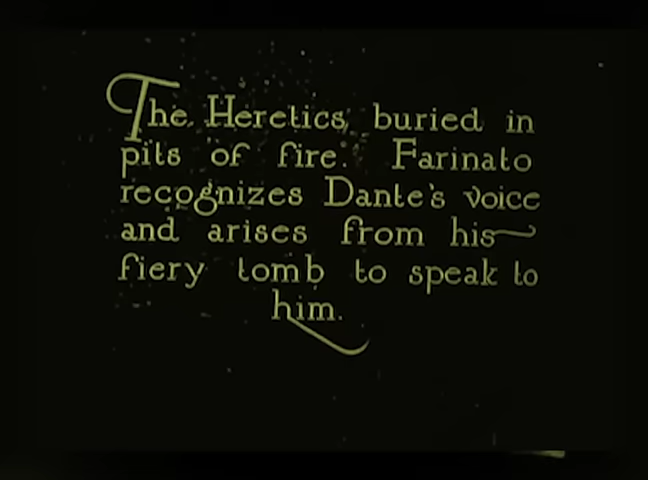 The Heretics, buried in
pits of fire. Farinato
recognizes Dante's voice
and arises from his
fiery tomb to speak to
him.